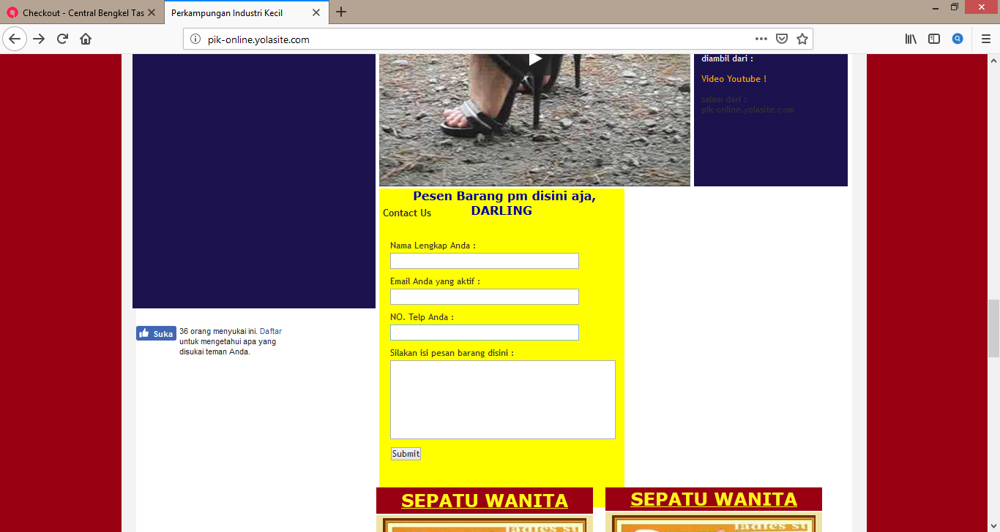 Checkout - Central Bengkel Tas
Perkampungan Industri Kecil
pik-online.yolasite.com
diambil dari :
Video Youtube !
salam dari :
pik-online.yolasite.com
Pesen Barang pm disini aja,
DARLING
Contact Us
Nama Lengkap Anda :
Email Anda yang aktif :
NO. Telp Anda :
Silakan isi pesan barang disini :
Submit
Suka
36 orang menyukai ini. Daftar
untuk mengetahui apa yang
disukai teman Anda.
SEPATU WANITA
SEPATU WANITA